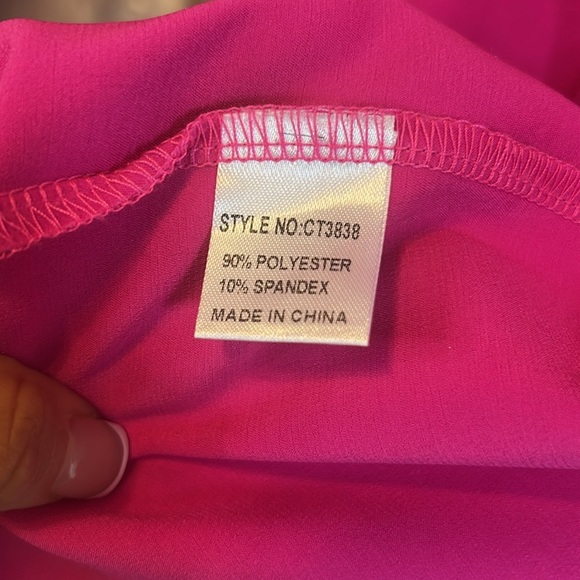 STYLE NO:CT3838
90% POLYESTER
10% SPANDEX
MADE IN CHINA